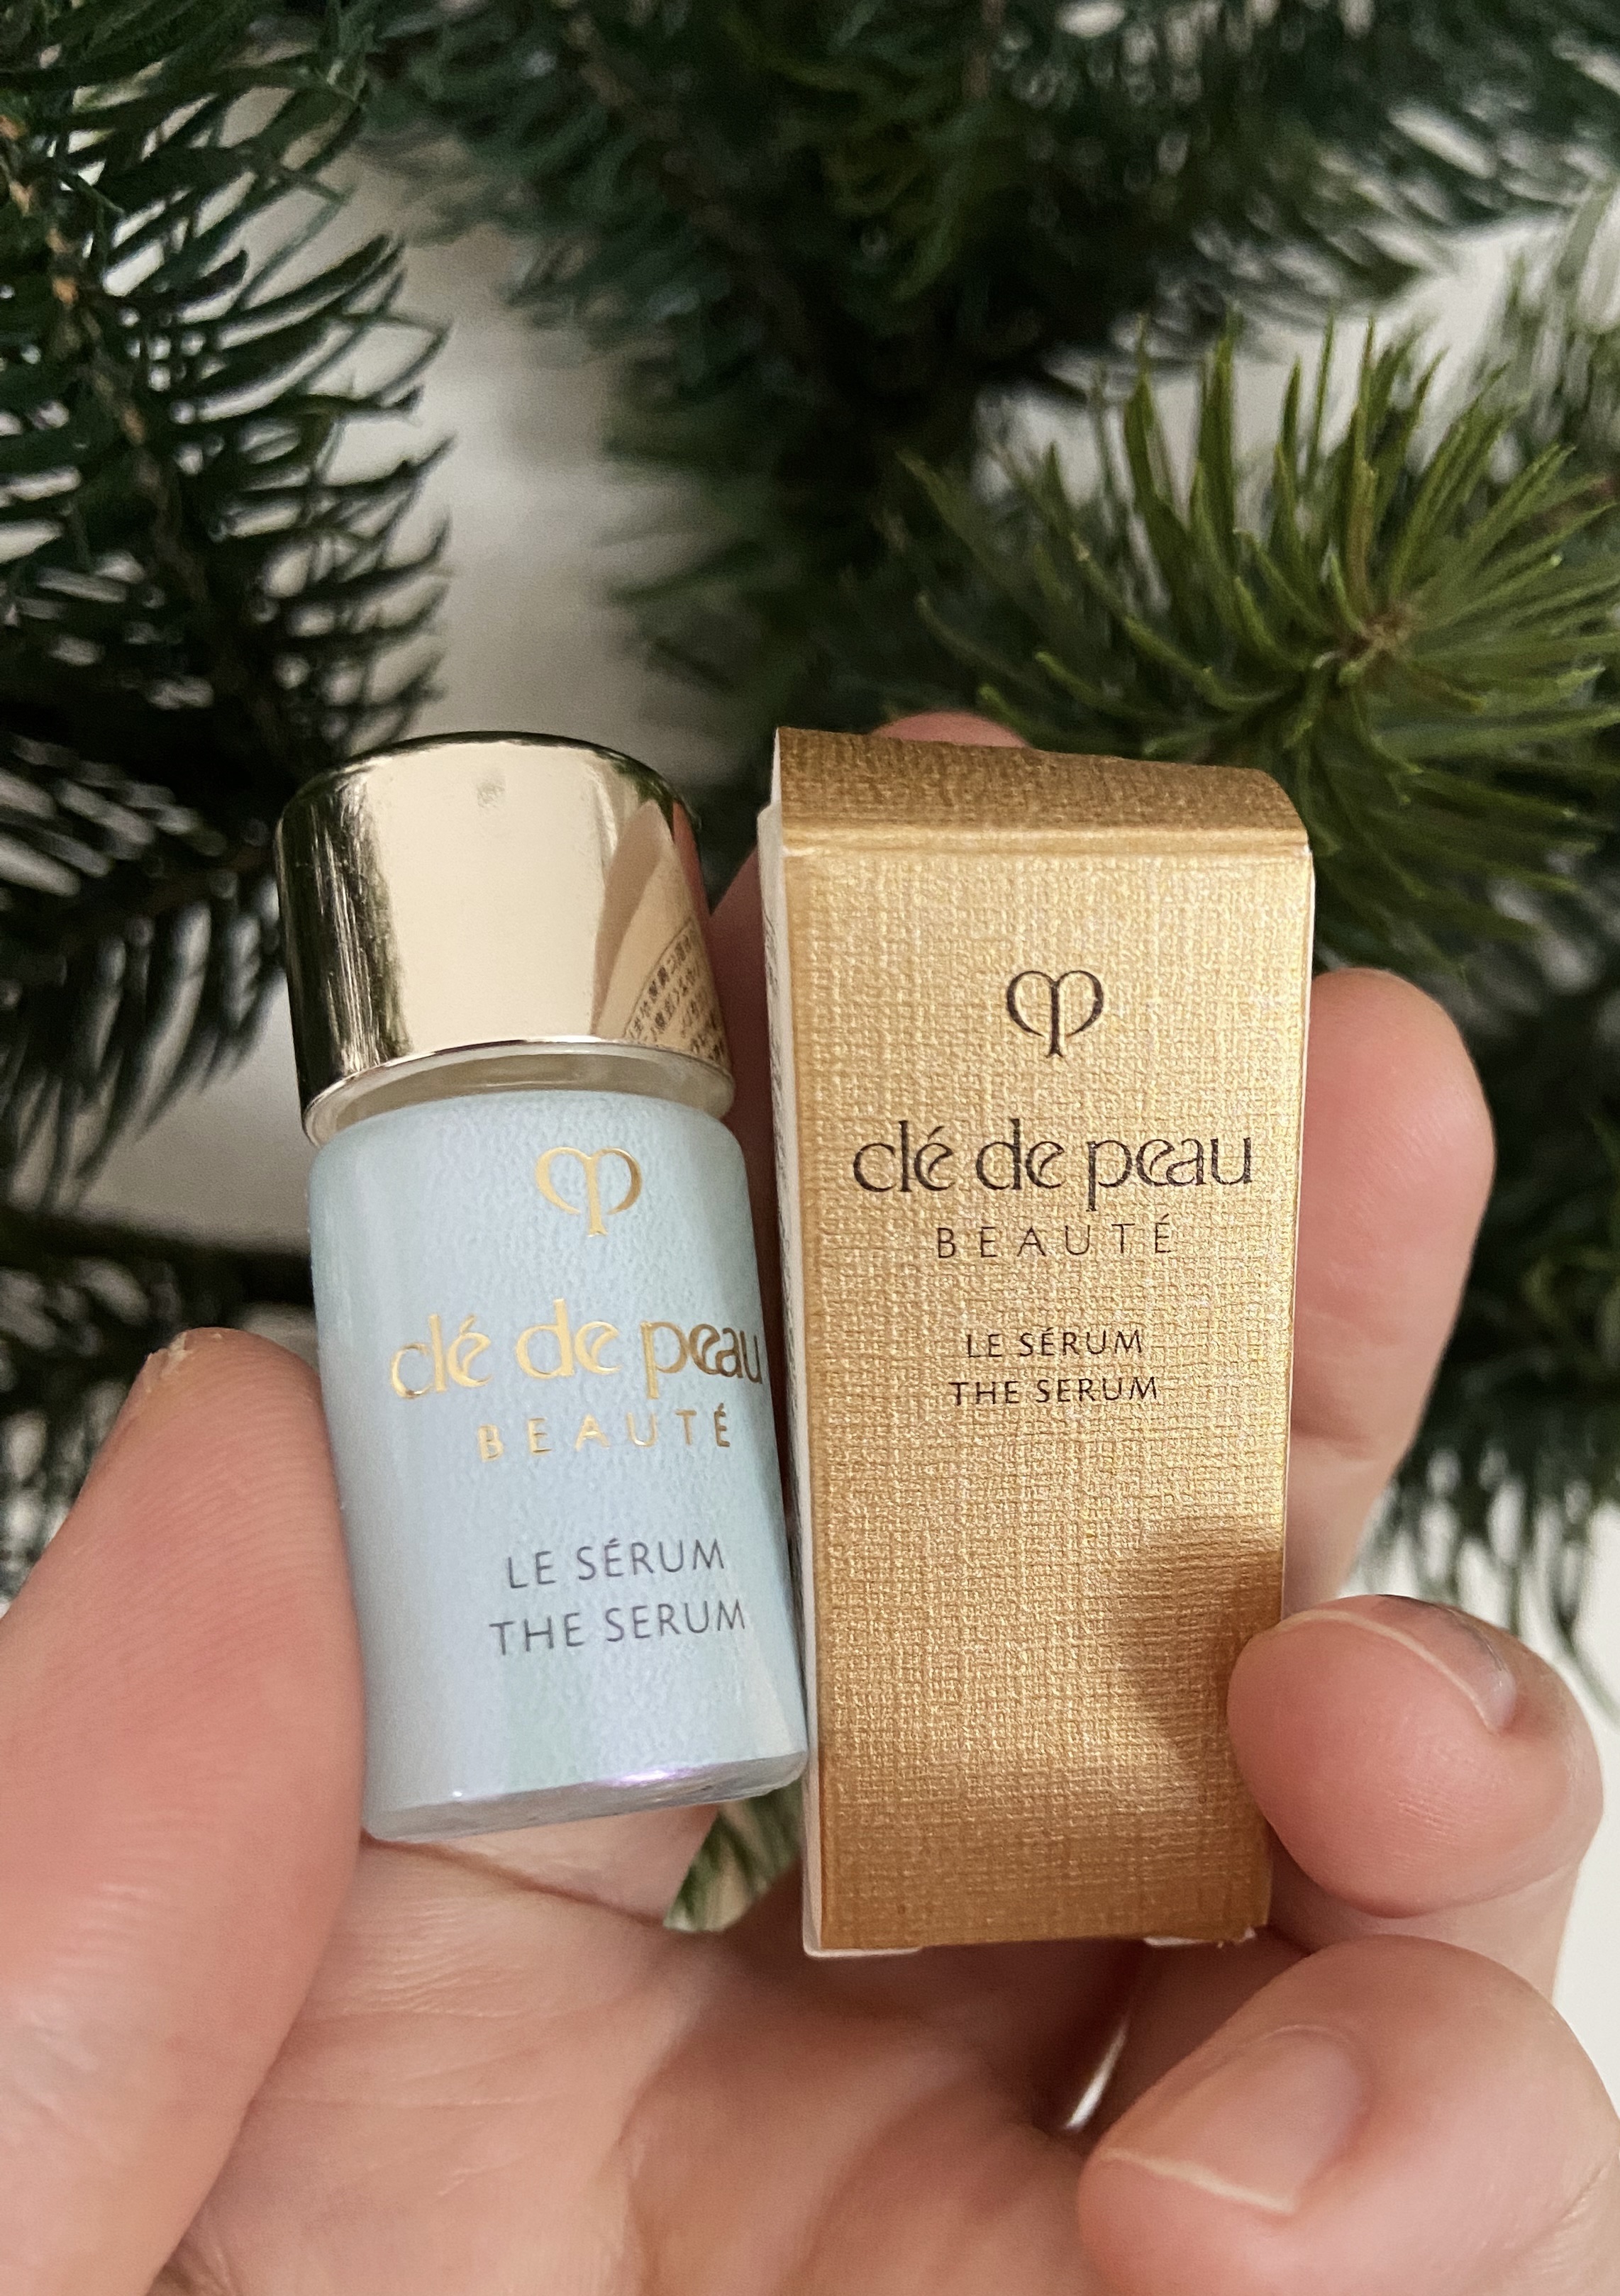 clé de peau
BEAUTÉ
LE SÉRUM
THE SERUM
clé de peau
BEAUTÉ
LE SÉRUM
THE SERUM